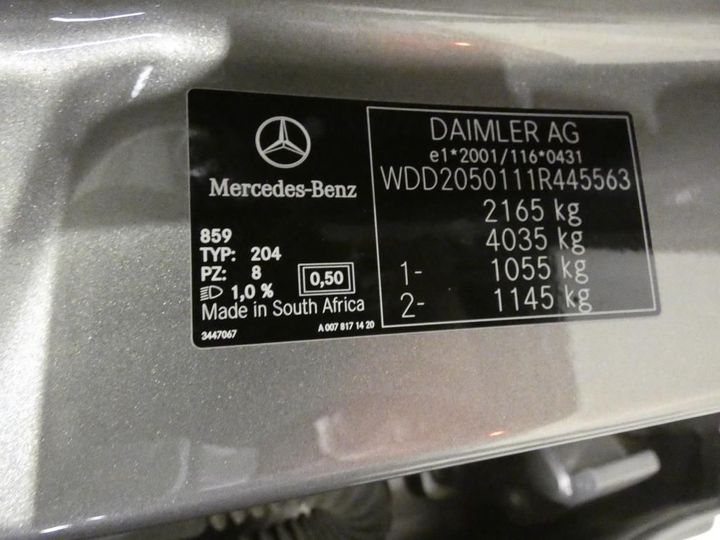 Mercedes-Benz
859
TYP: 204
PZ: 8
1,0 %
0,50
Made in South Africa
3447067
A 007 817 14 20
DAIMLER AG
e1*2001/116*0431
WDD2050111R445563
2165 kg
4035 kg
1- 1055 kg
2- 1145 kg